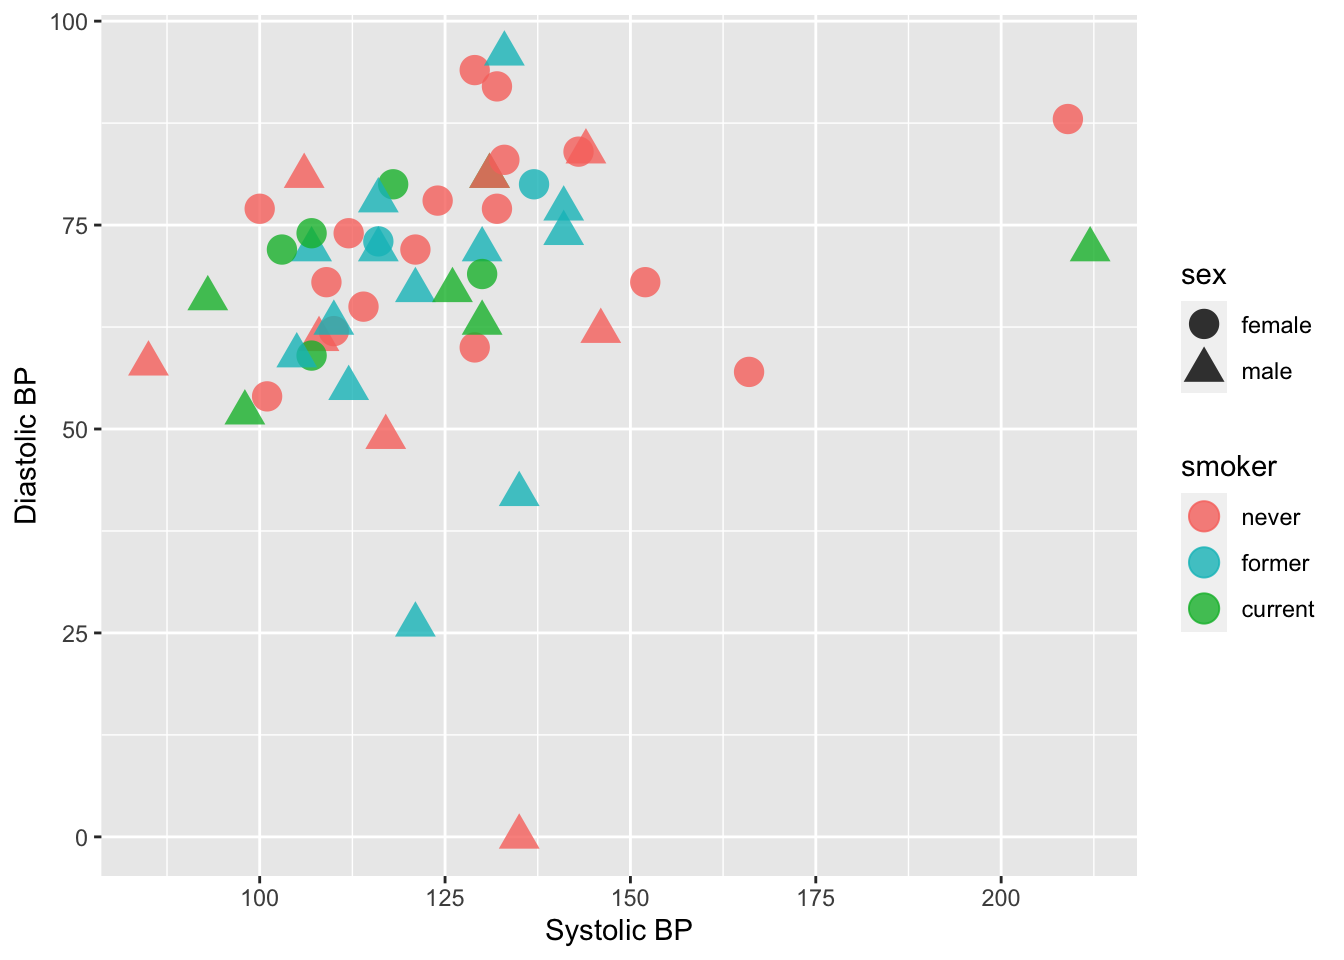 100
75
50
25
0
Diastolic BP
100
125
150
175
200
Systolic BP
sex
female
male
smoker
never
former
current